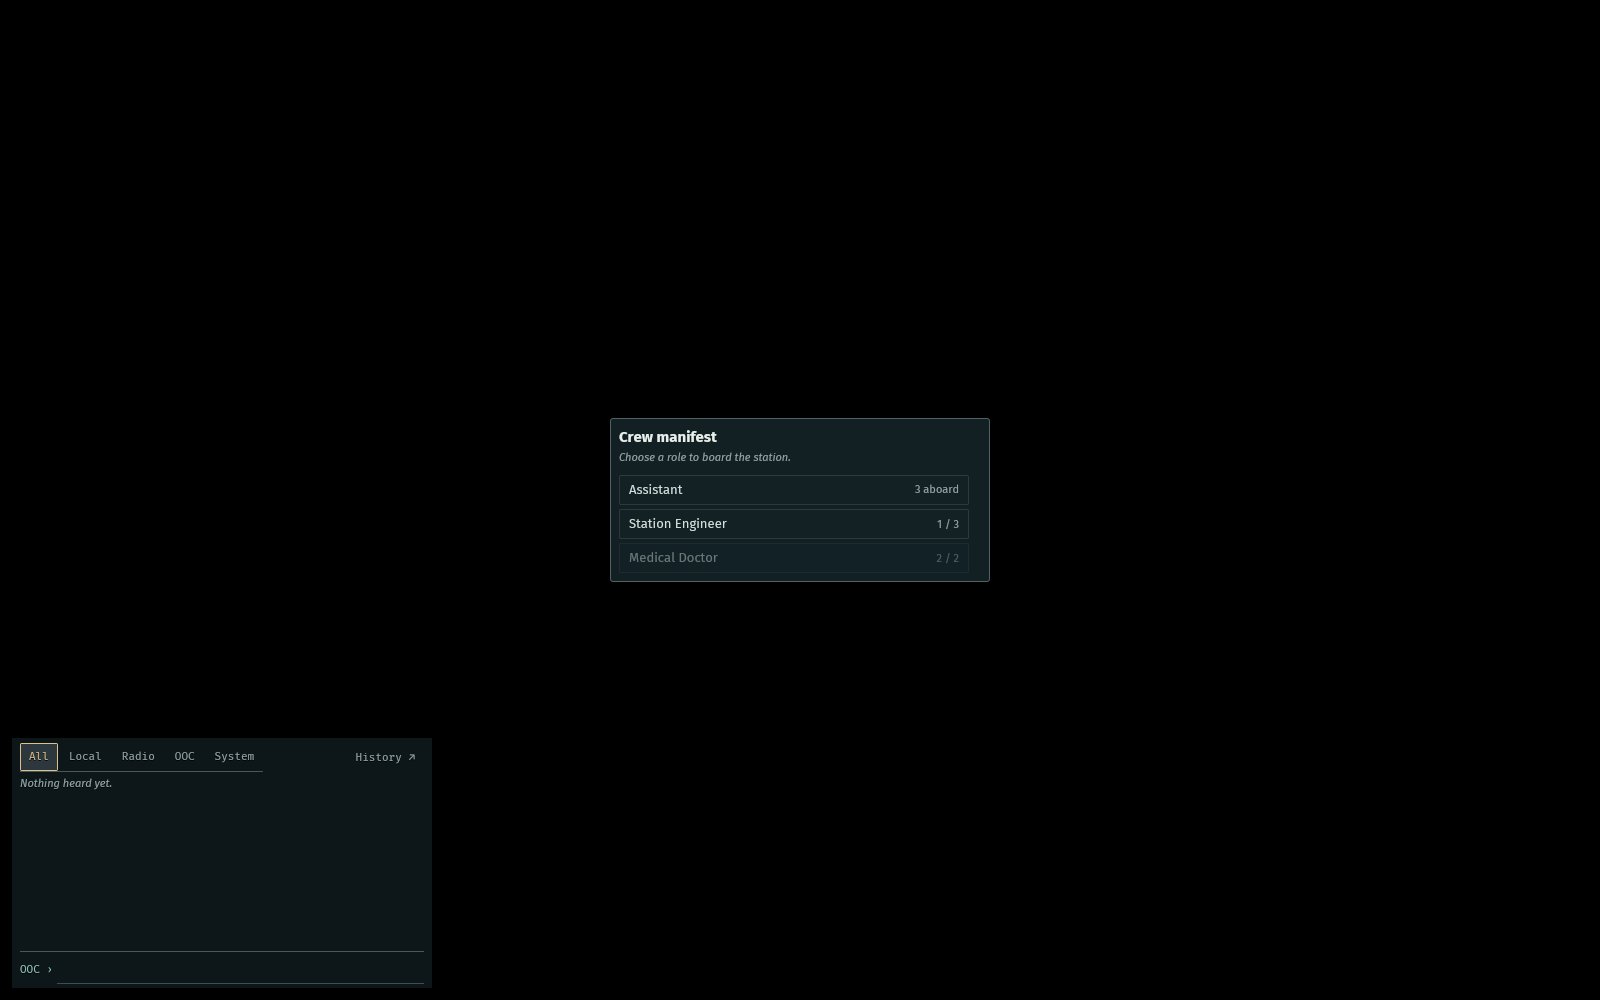 Crew manifest
Choose a role to board the station.
Assistant 3 aboard
Station Engineer 1 / 3
Medical Doctor 2 / 2
All Local Radio OOC System History ↗
Nothing heard yet.
OOC ›